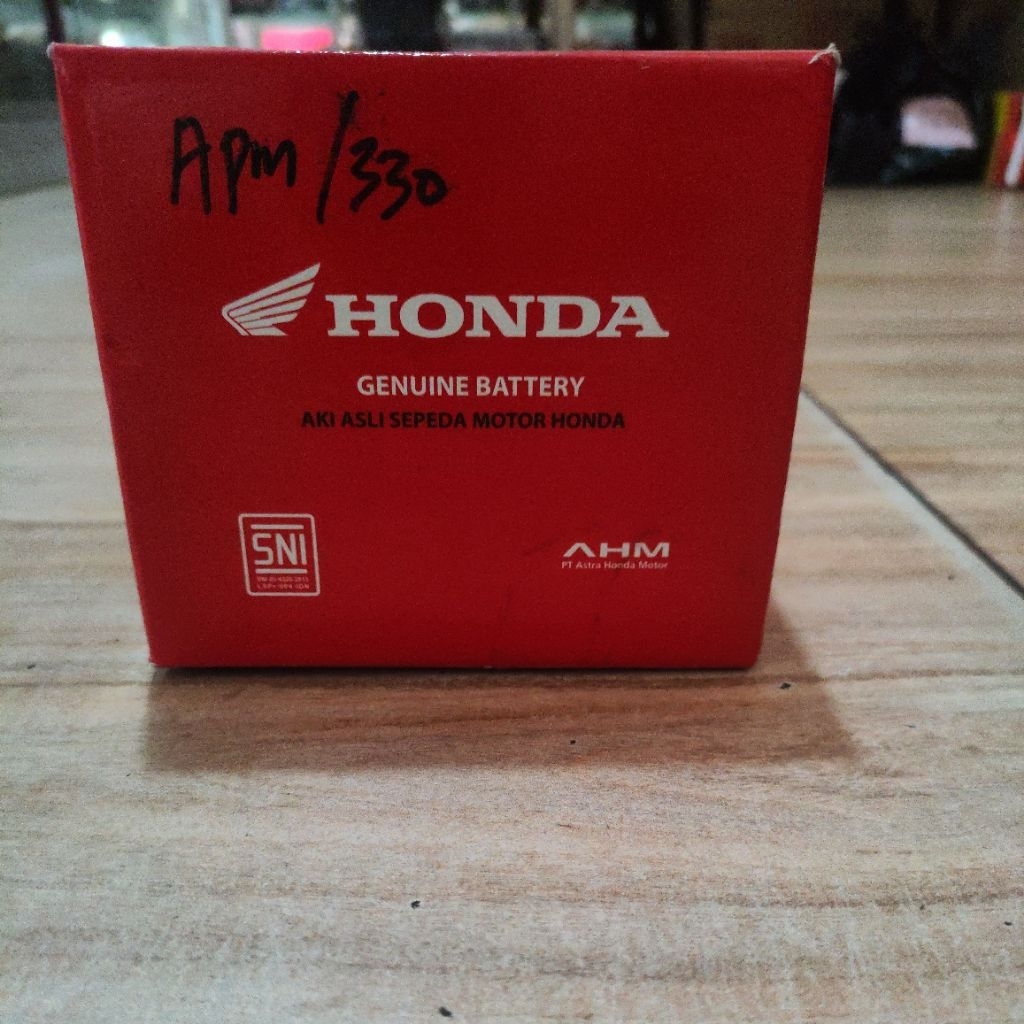 Apm/330
HONDA
GENUINE BATTERY
AKI ASLI SEPEDA MOTOR HONDA
SNI
AHM
PT Astra Honda Motor